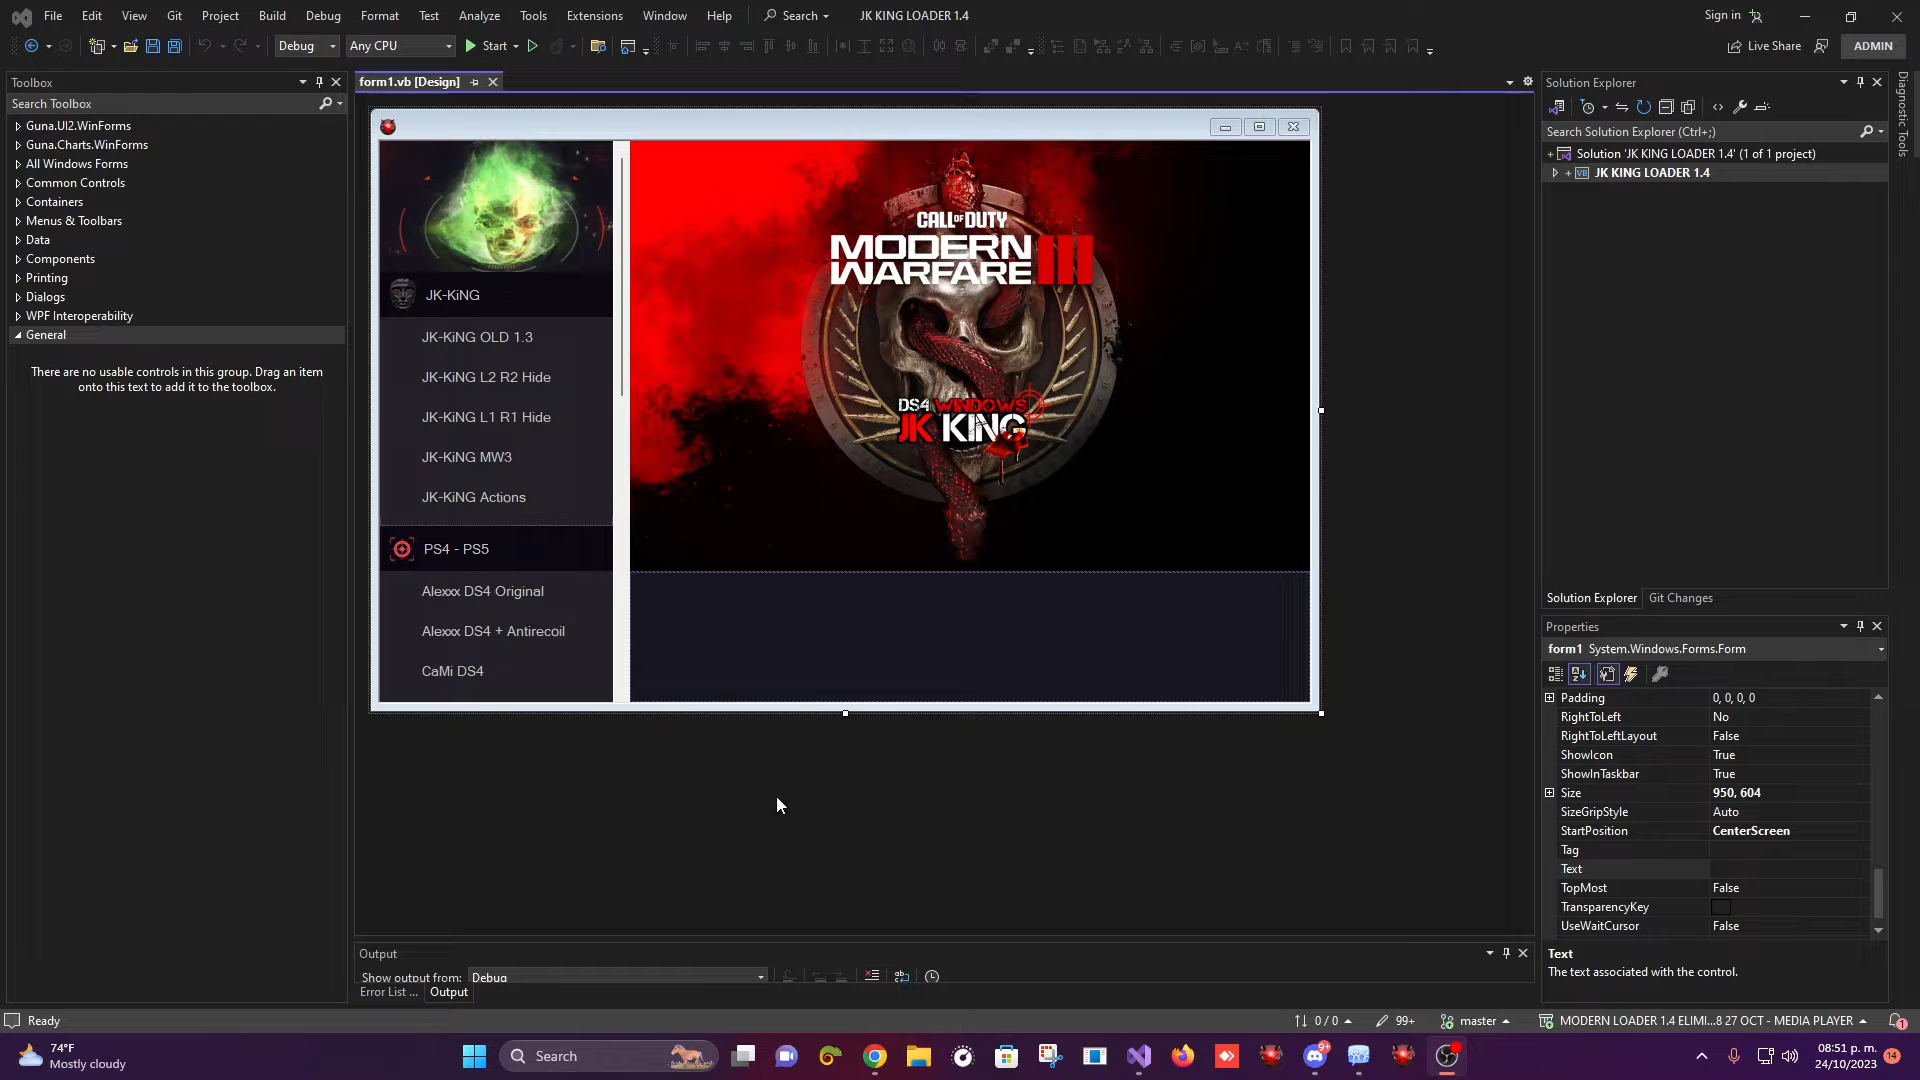 File Edit View Git Project Build Debug Format Test Analyze Tools Extensions Window Help Search JK KING LOADER 1.4 Sign in
Debug Any CPU Start Live Share ADMIN
Toolbox
Search Toolbox
Guna.UI2.WinForms
Guna.Charts.WinForms
All Windows Forms
Common Controls
Containers
Menus & Toolbars
Data
Components
Printing
Dialogs
WPF Interoperability
General
There are no usable controls in this group. Drag an item
onto this text to add it to the toolbox.
form1.vb [Design]
JK-KiNG
JK-KiNG OLD 1.3
JK-KiNG L2 R2 Hide
JK-KiNG L1 R1 Hide
JK-KiNG MW3
JK-KiNG Actions
PS4 - PS5
Alexxx DS4 Original
Alexxx DS4 + Antirecoil
CaMi DS4
CALL OF DUTY
MODERN
WARFARE III
DS4 WINDOWS
JK KING
Output
Show output from: Debug
Error List ... Output
Solution Explorer
Search Solution Explorer (Ctrl+;)
Solution 'JK KING LOADER 1.4' (1 of 1 project)
VB JK KING LOADER 1.4
Solution Explorer Git Changes
Properties
form1 System.Windows.Forms.Form
Padding 0, 0, 0, 0
RightToLeft No
RightToLeftLayout False
ShowIcon True
ShowInTaskbar True
Size 950, 604
SizeGripStyle Auto
StartPosition CenterScreen
Tag
Text
TopMost False
TransparencyKey
UseWaitCursor False
Text
The text associated with the control.
Diagnostic Tools
Ready 0 / 0 99+ master MODERN LOADER 1.4 ELIMI...8 27 OCT - MEDIA PLAYER 1
74°F
Mostly cloudy
Search
9+
08:51 p. m.
24/10/2023
14